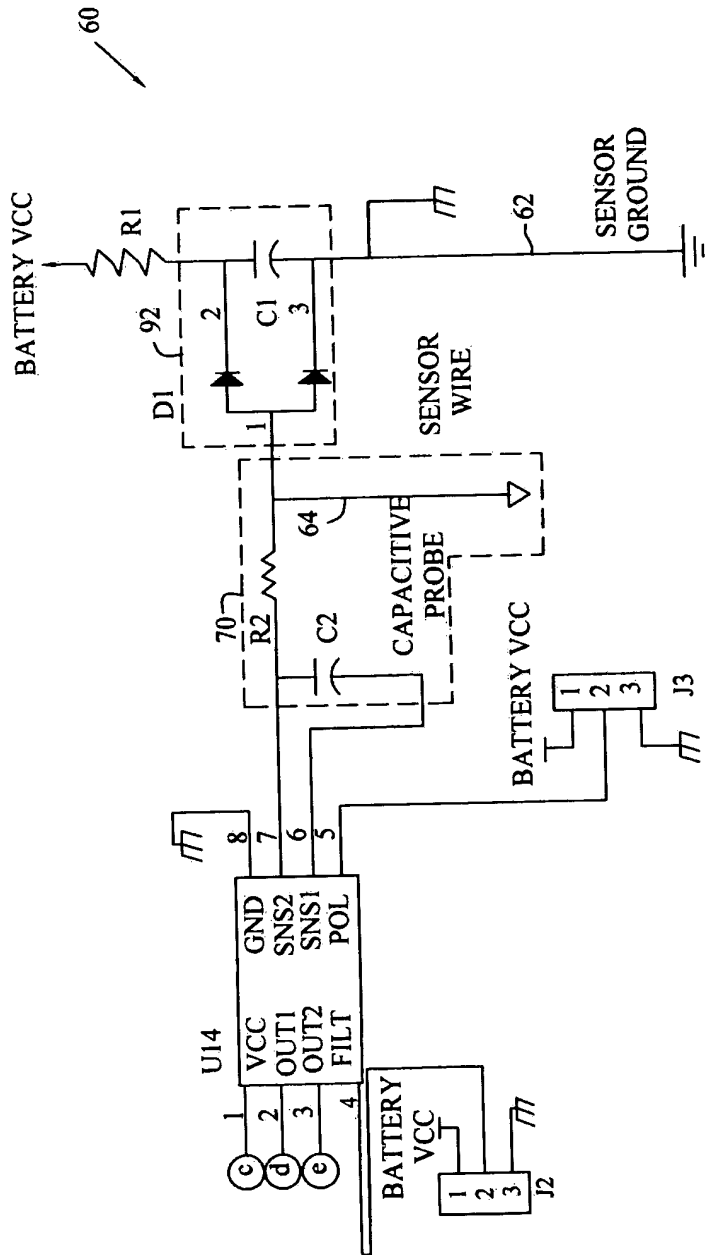 60
BATTERY VCC
R1
92
D1
2
C1
3
1
62
SENSOR
GROUND
SENSOR
WIRE
64
CAPACITIVE
PROBE
70
R2
C2
BATTERY VCC
1
2
3
J3
U14
8
7
6
5
GND
SNS2
SNS1
POL
VCC
OUT1
OUT2
FILT
1
2
3
4
c
d
e
BATTERY
VCC
1
2
3
J2